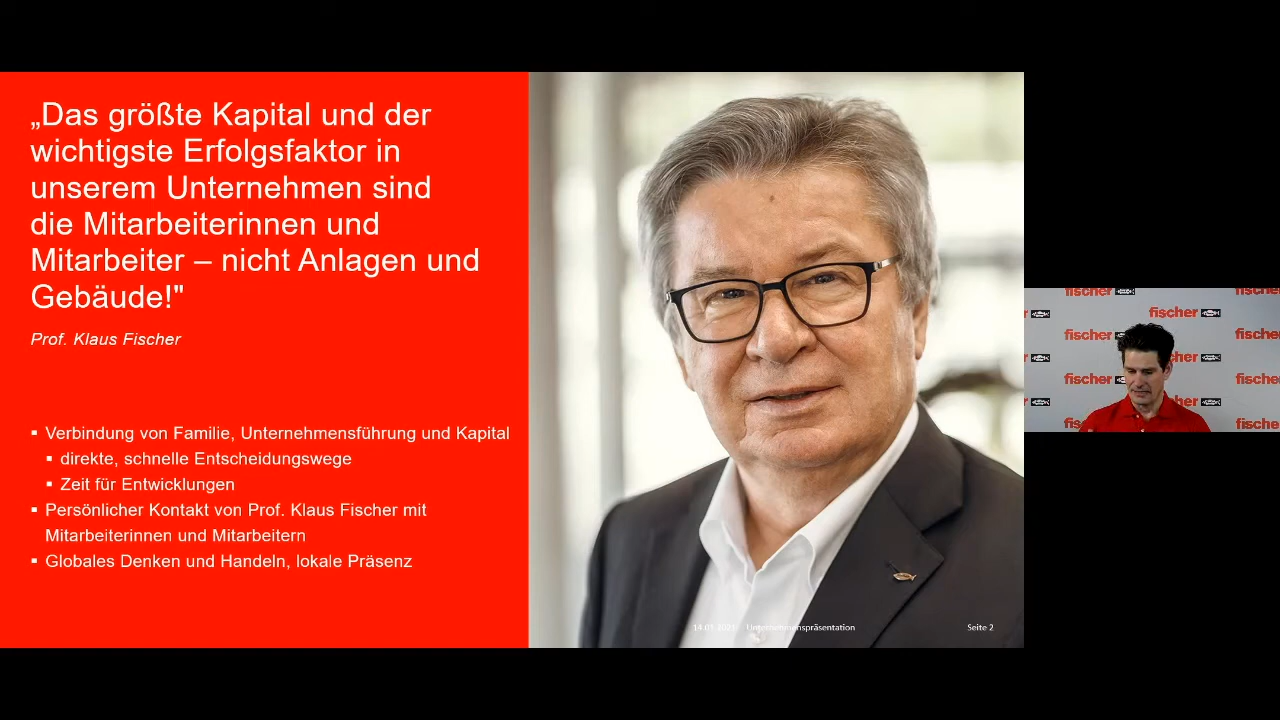 „Das größte Kapital und der
wichtigste Erfolgsfaktor in
unserem Unternehmen sind
die Mitarbeiterinnen und
Mitarbeiter – nicht Anlagen und
Gebäude!"
Prof. Klaus Fischer
▪ Verbindung von Familie, Unternehmensführung und Kapital
▪ direkte, schnelle Entscheidungswege
▪ Zeit für Entwicklungen
▪ Persönlicher Kontakt von Prof. Klaus Fischer mit
Mitarbeiterinnen und Mitarbeitern
▪ Globales Denken und Handeln, lokale Präsenz
Unternehmenspräsentation
Seite 2
fischer
fischer
fischer
fischer
fischer
fischer
fischer
fischer